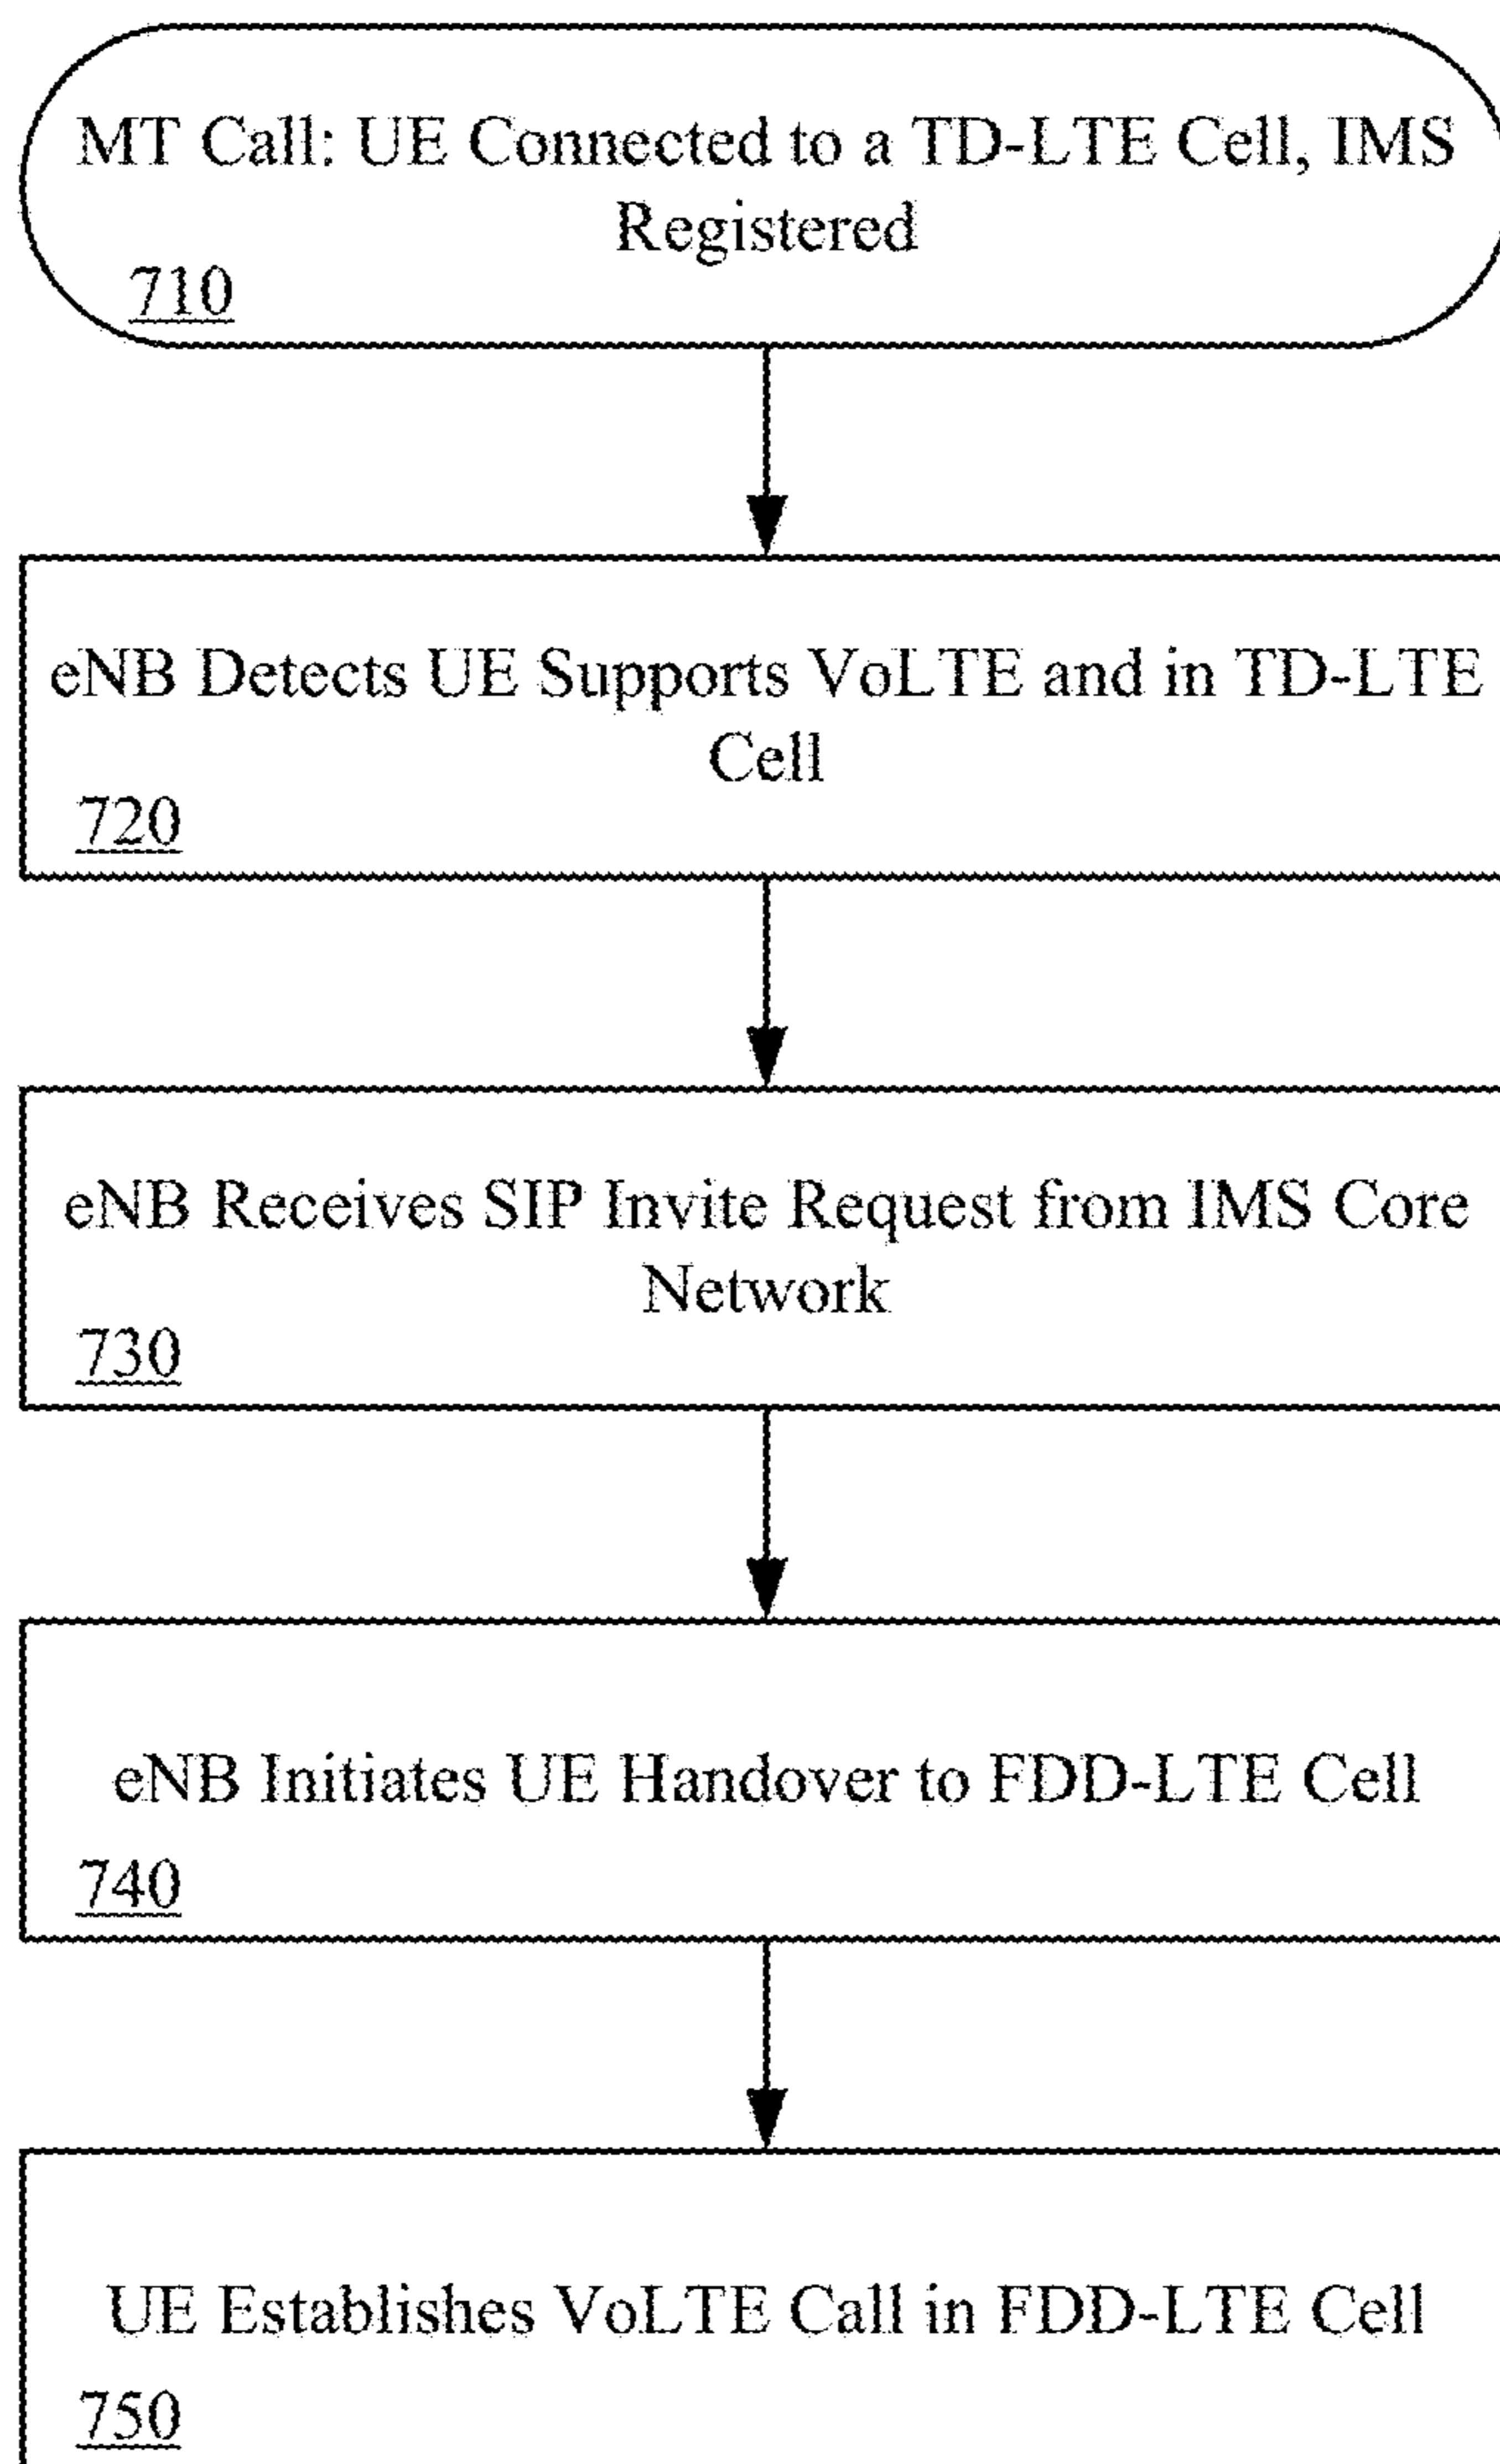 MT Call: UE Connected to a TD-LTE Cell, IMS
Registered
710
eNB Detects UE Supports VoLTE and in TD-LTE
Cell
720
eNB Receives SIP Invite Request from IMS Core
Network
730
eNB Initiates UE Handover to FDD-LTE Cell
740
UE Establishes VoLTE Call in FDD-LTE Cell
750